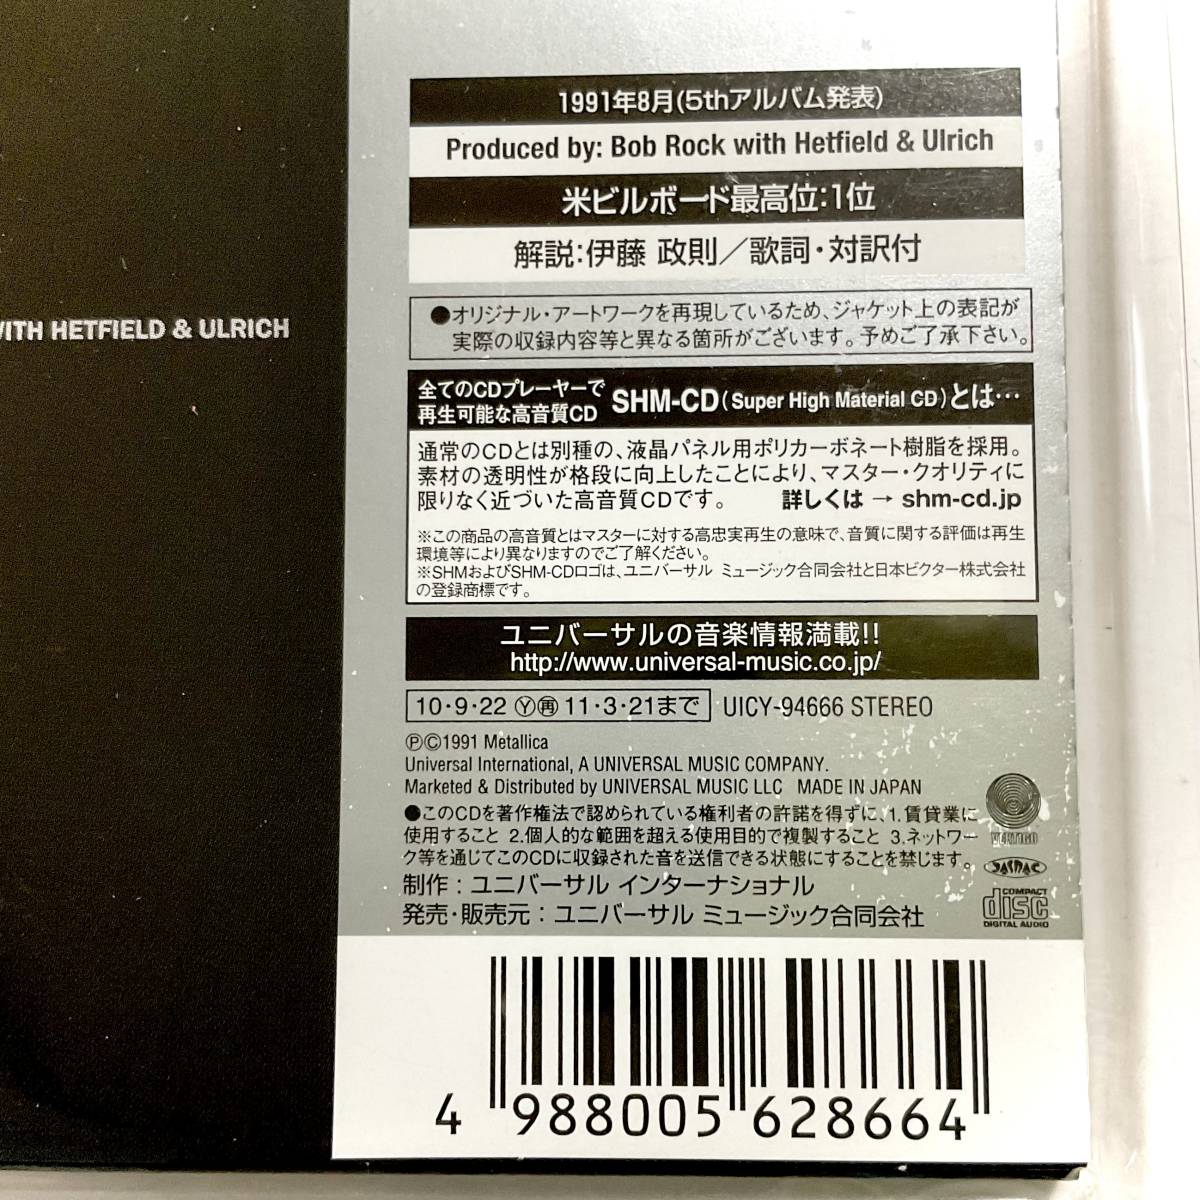 WITH HETFIELD & ULRICH
1991年8月(5thアルバム発表)
Produced by: Bob Rock with Hetfield & Ulrich
米ビルボード最高位:1位
解説:伊藤 政則/歌詞・対訳付
●オリジナル・アートワークを再現しているため、ジャケット上の表記が
実際の収録内容等と異なる箇所がございます。予めご了承下さい。
全てのCDプレーヤーで
再生可能な高音質CD
SHM-CD(Super High Material CD)とは…
通常のCDとは別種の、液晶パネル用ポリカーボネート樹脂を採用。
素材の透明性が格段に向上したことにより、マスター・クオリティに
限りなく近づいた高音質CDです。 詳しくは → shm-cd.jp
※この商品の高音質とはマスターに対する高忠実再生の意味で、音質に関する評価は再生
環境等により異なりますのでご了解ください。
※SHMおよびSHM-CDロゴは、ユニバーサル ミュージック合同会社と日本ビクター株式会社
の登録商標です。
ユニバーサルの音楽情報満載!!
http://www.universal-music.co.jp/
10・9・22 Ⓨ㊢ 11・3・21まで UICY-94666 STEREO
ⓅⒸ1991 Metallica
Universal International, A UNIVERSAL MUSIC COMPANY.
Marketed & Distributed by UNIVERSAL MUSIC LLC MADE IN JAPAN
●このCDを著作権法で認められている権利者の許諾を得ずに、1.賃貸業に
使用すること 2.個人的な範囲を超える使用目的で複製すること 3.ネットワー
ク等を通じてこのCDに収録された音を送信できる状態にすることを禁じます。
制作:ユニバーサル インターナショナル
発売・販売元:ユニバーサル ミュージック合同会社
VERTIGO
JASRAC
COMPACT
disc
DIGITAL AUDIO
4 988005 628664